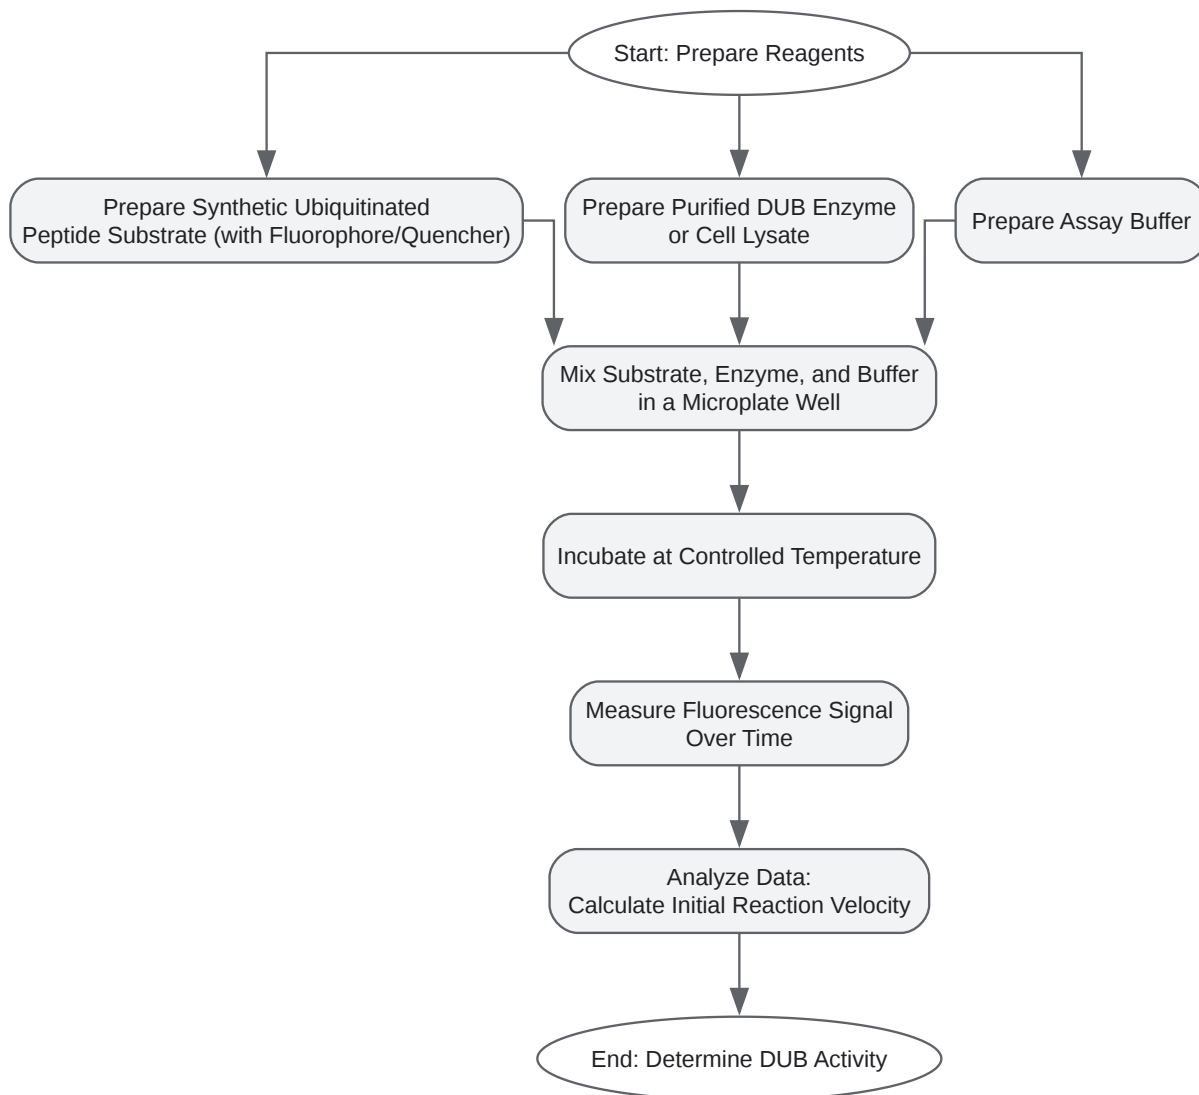 Start: Prepare Reagents
Prepare Synthetic Ubiquitinated
Peptide Substrate (with Fluorophore/Quencher)
Prepare Purified DUB Enzyme
or Cell Lysate
Prepare Assay Buffer
Mix Substrate, Enzyme, and Buffer
in a Microplate Well
Incubate at Controlled Temperature
Measure Fluorescence Signal
Over Time
Analyze Data:
Calculate Initial Reaction Velocity
End: Determine DUB Activity